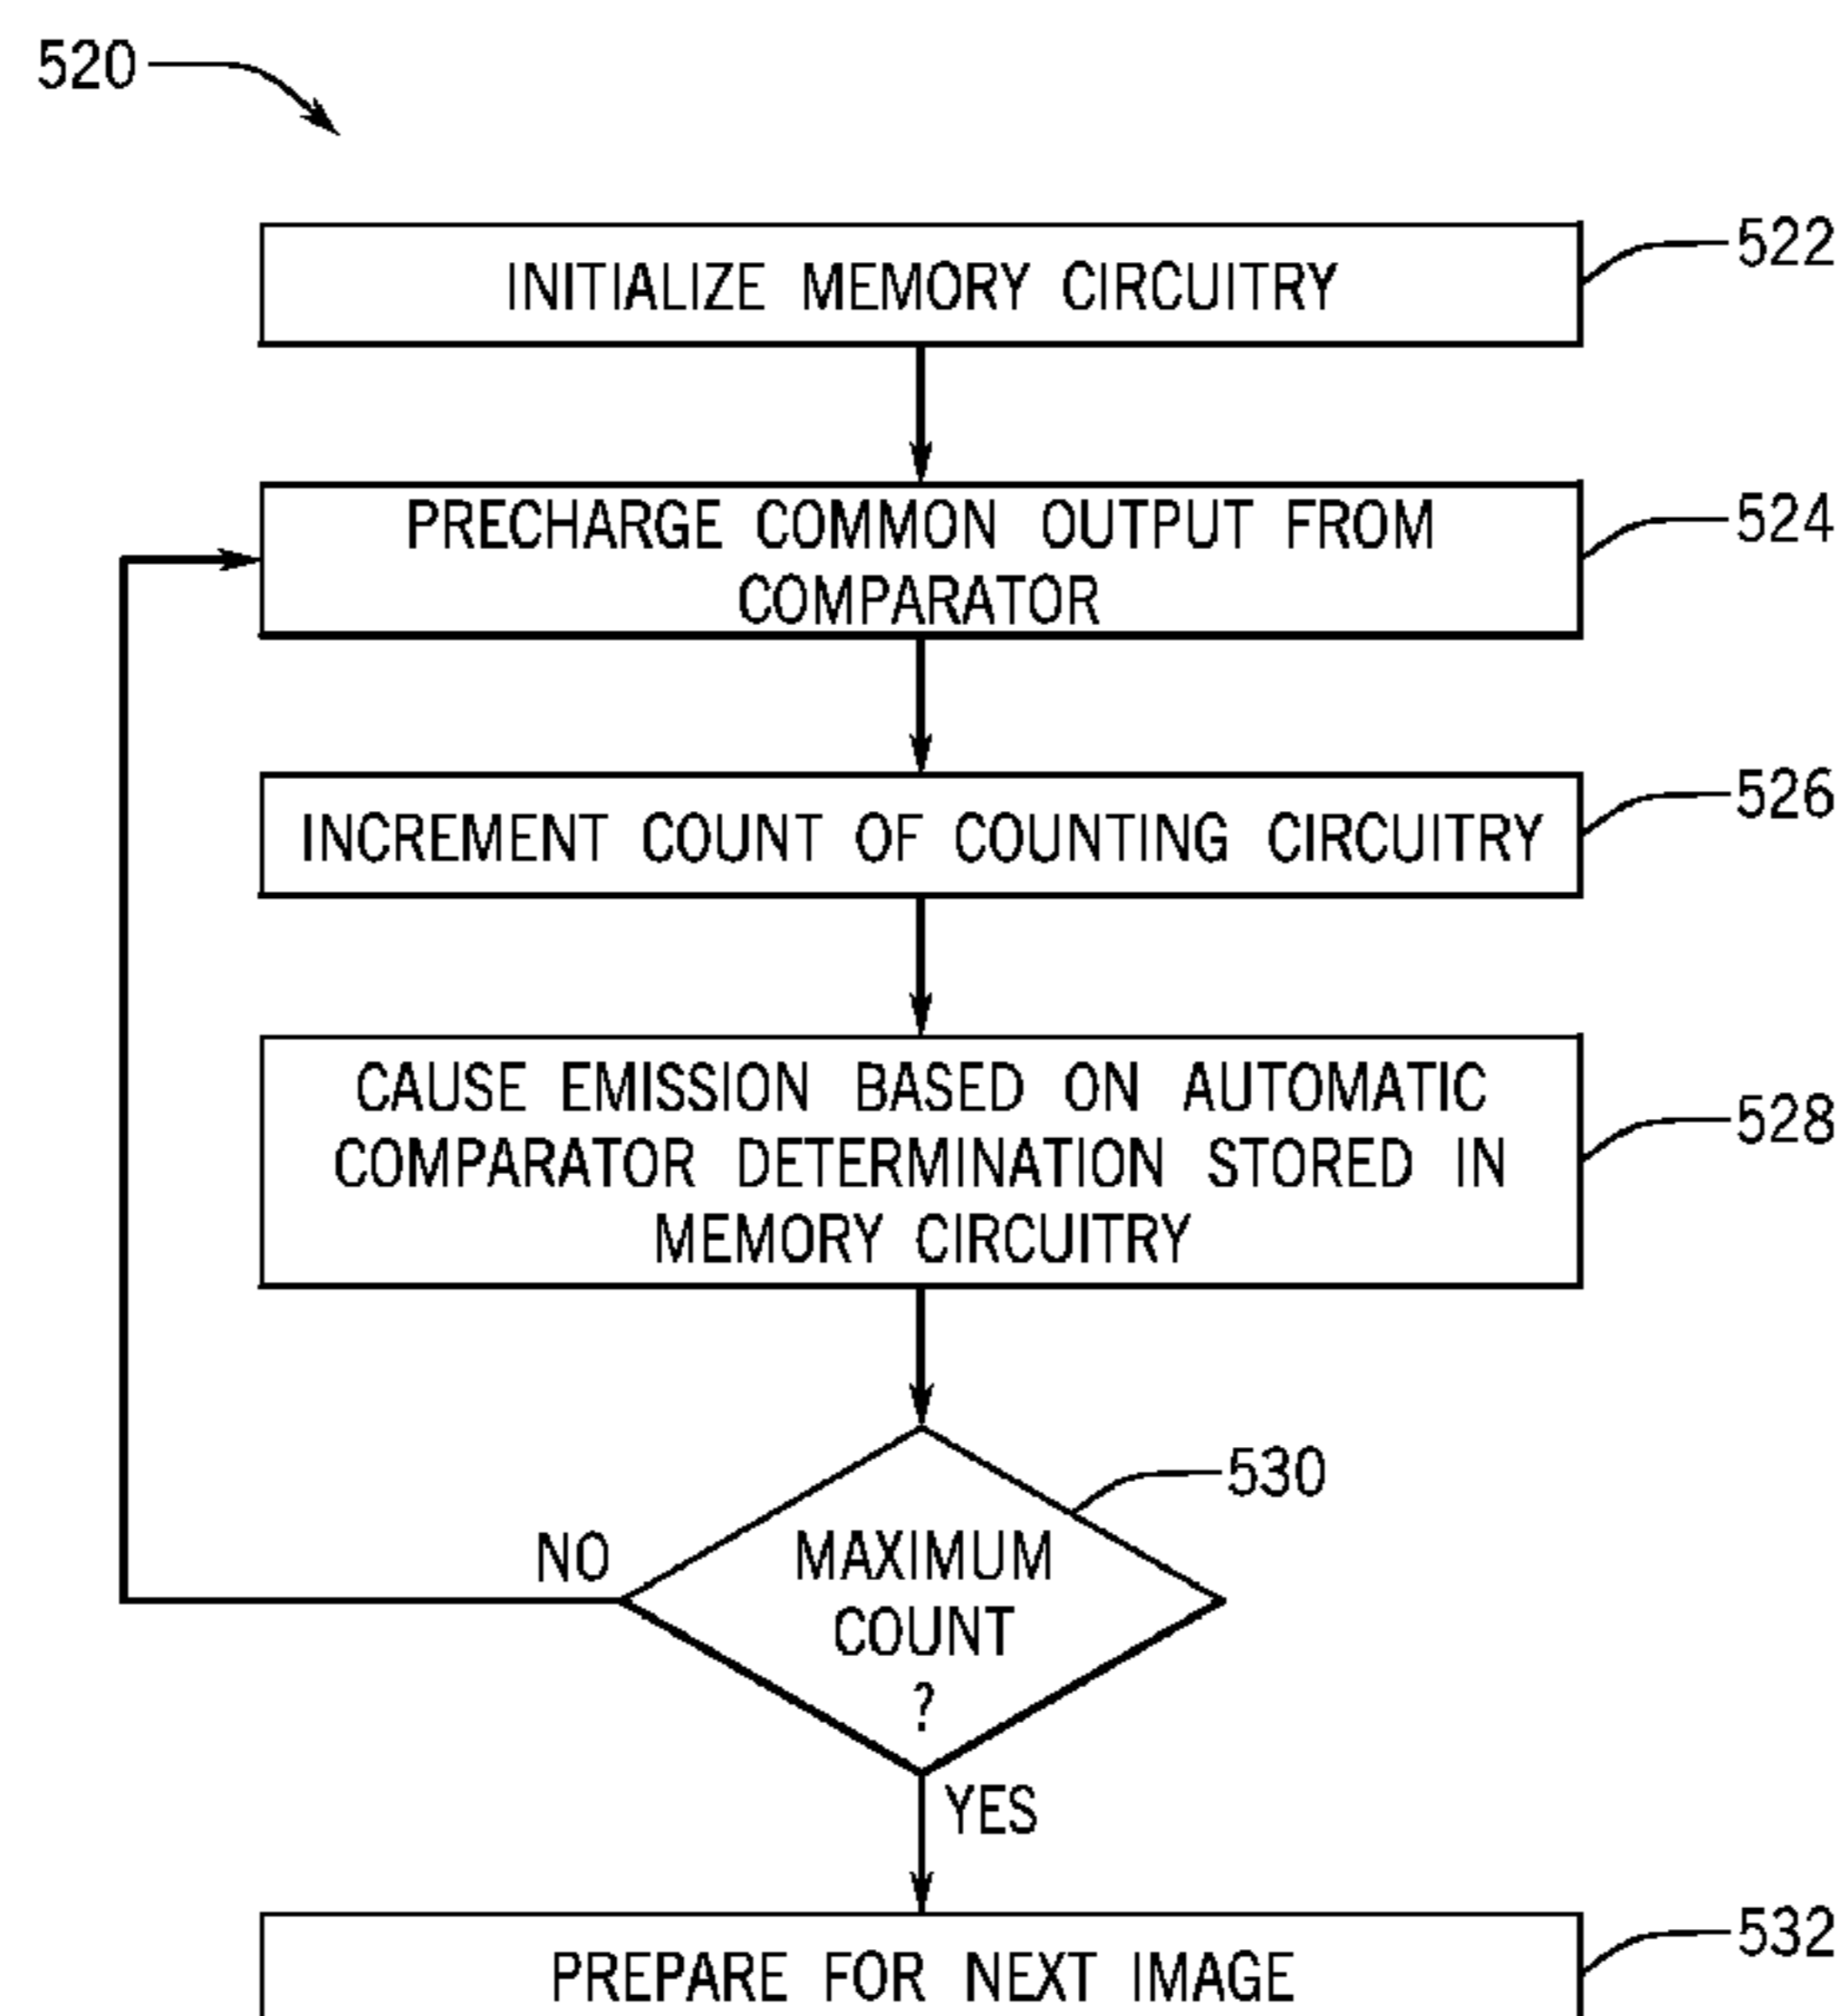 520
INITIALIZE MEMORY CIRCUITRY
522
PRECHARGE COMMON OUTPUT FROM
COMPARATOR
524
INCREMENT COUNT OF COUNTING CIRCUITRY
526
CAUSE EMISSION BASED ON AUTOMATIC
COMPARATOR DETERMINATION STORED IN
MEMORY CIRCUITRY
528
530
NO
MAXIMUM
COUNT
?
YES
PREPARE FOR NEXT IMAGE
532